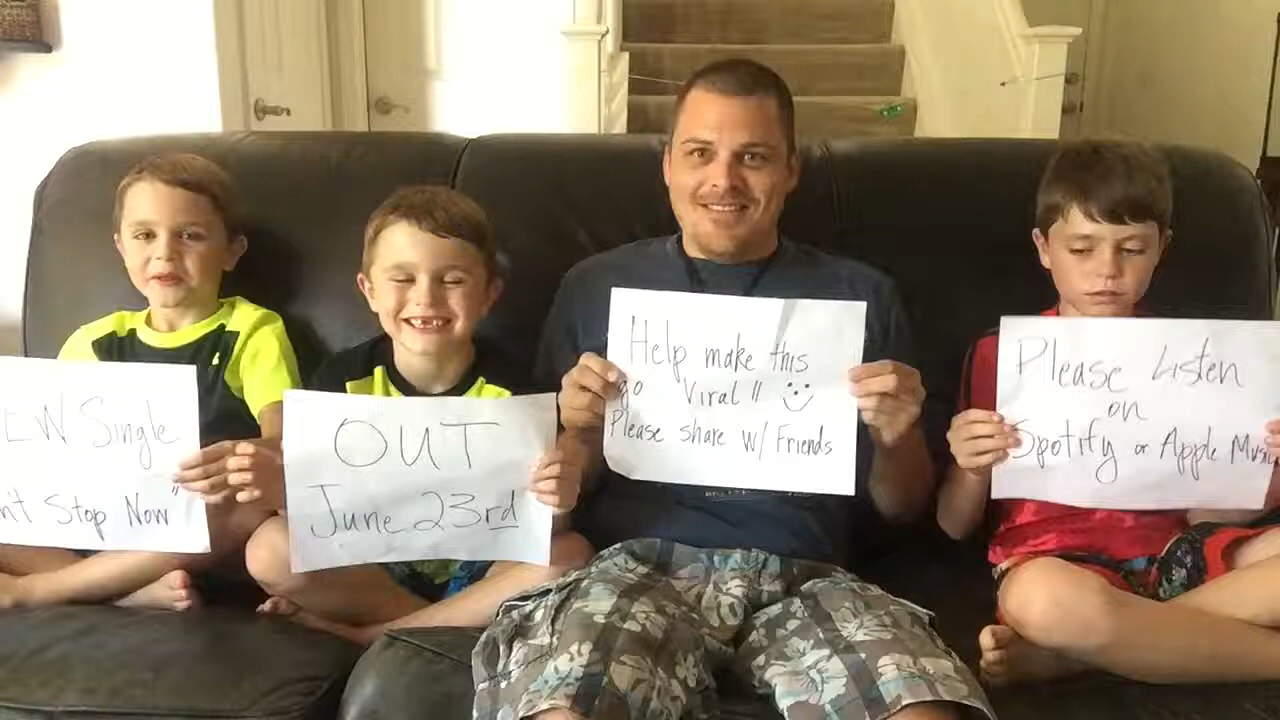 EW Single
n't Stop Now"
OUT
June 23rd
Help make this
go Viral!!
Please share w/ Friends
Please Listen
on
Spotify or Apple Music